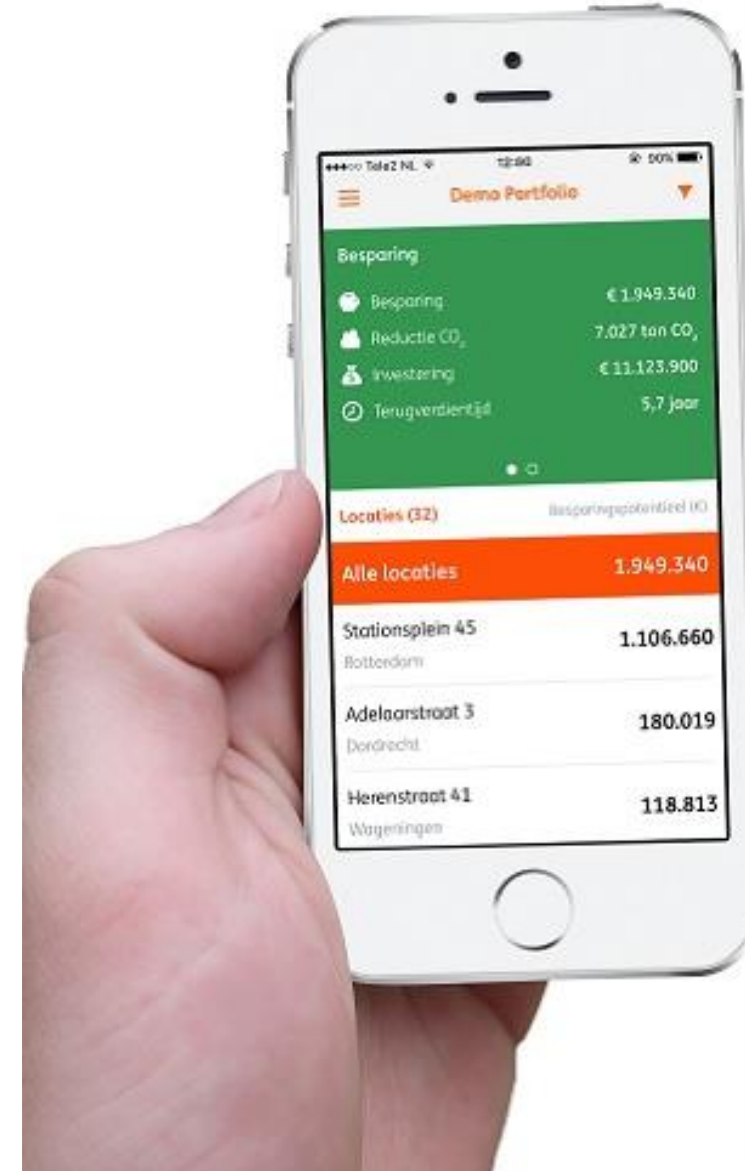 Tele2 NL
Demo Portfolio
Besparing
Besparing € 1.949.340
Reductie CO₂ 7.027 ton CO₂
Investering € 11.123.900
Terugverdientijd 5,7 jaar
Locaties (32) Besparingspotentieel (€)
Alle locaties 1.949.340
Stationsplein 45 1.106.660
Rotterdam
Adelaarstraat 3 180.019
Dordrecht
Herenstraat 41 118.813
Wageningen